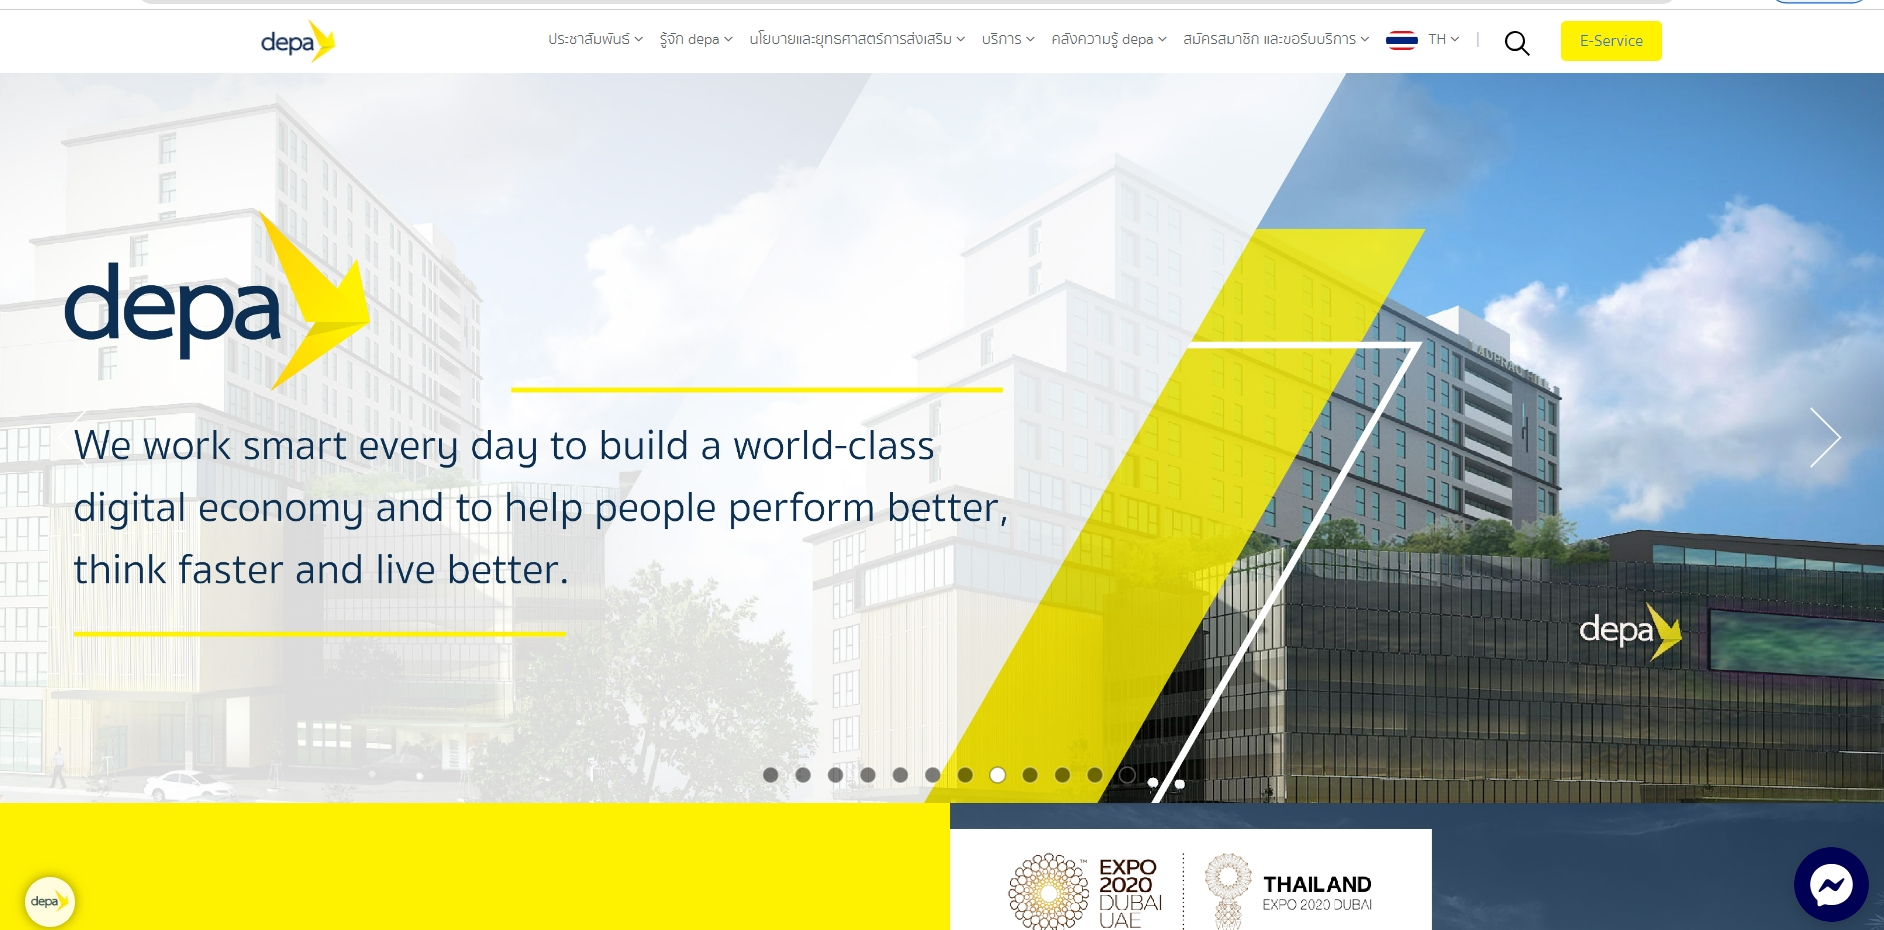 depa
ประชาสัมพันธ์
รู้จัก depa
นโยบายและยุทธศาสตร์การส่งเสริม
บริการ
คลังความรู้ depa
สมัครสมาชิก และขอรับบริการ
TH
E-Service
depa
We work smart every day to build a world-class
digital economy and to help people perform better,
think faster and live better.
LADPRAO HILL
depa
depa
EXPO
2020
DUBAI
UAE
THAILAND
EXPO 2020 DUBAI